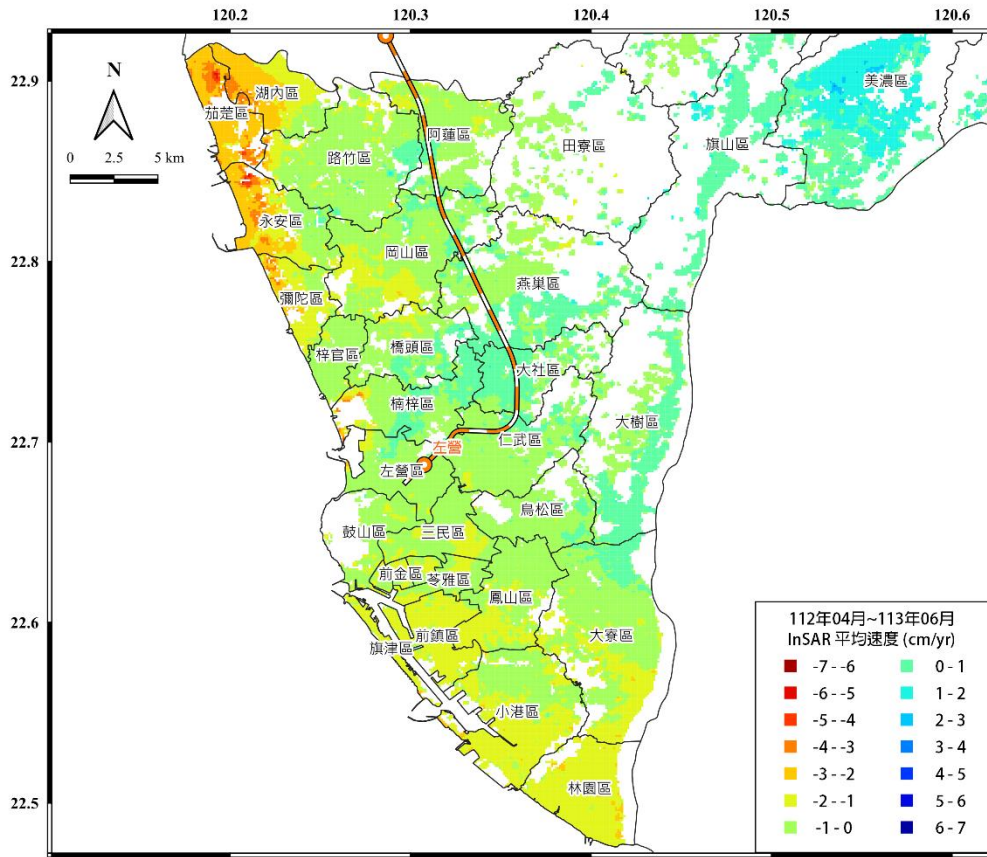 120.2 120.3 120.4 120.5 120.6
22.9
22.8
22.7
22.6
22.5
N
0 2.5 5 km
湖內區
茄萣區
路竹區
阿蓮區
田寮區
旗山區
美濃區
永安區
岡山區
燕巢區
彌陀區
梓官區
橋頭區
大社區
楠梓區
仁武區
大樹區
左營
左營區
鳥松區
鼓山區
三民區
前金區
苓雅區
鳳山區
大寮區
前鎮區
旗津區
小港區
林園區
112年04月~113年06月
InSAR 平均速度 (cm/yr)
-7 - -6 0 - 1
-6 - -5 1 - 2
-5 - -4 2 - 3
-4 - -3 3 - 4
-3 - -2 4 - 5
-2 - -1 5 - 6
-1 - 0 6 - 7